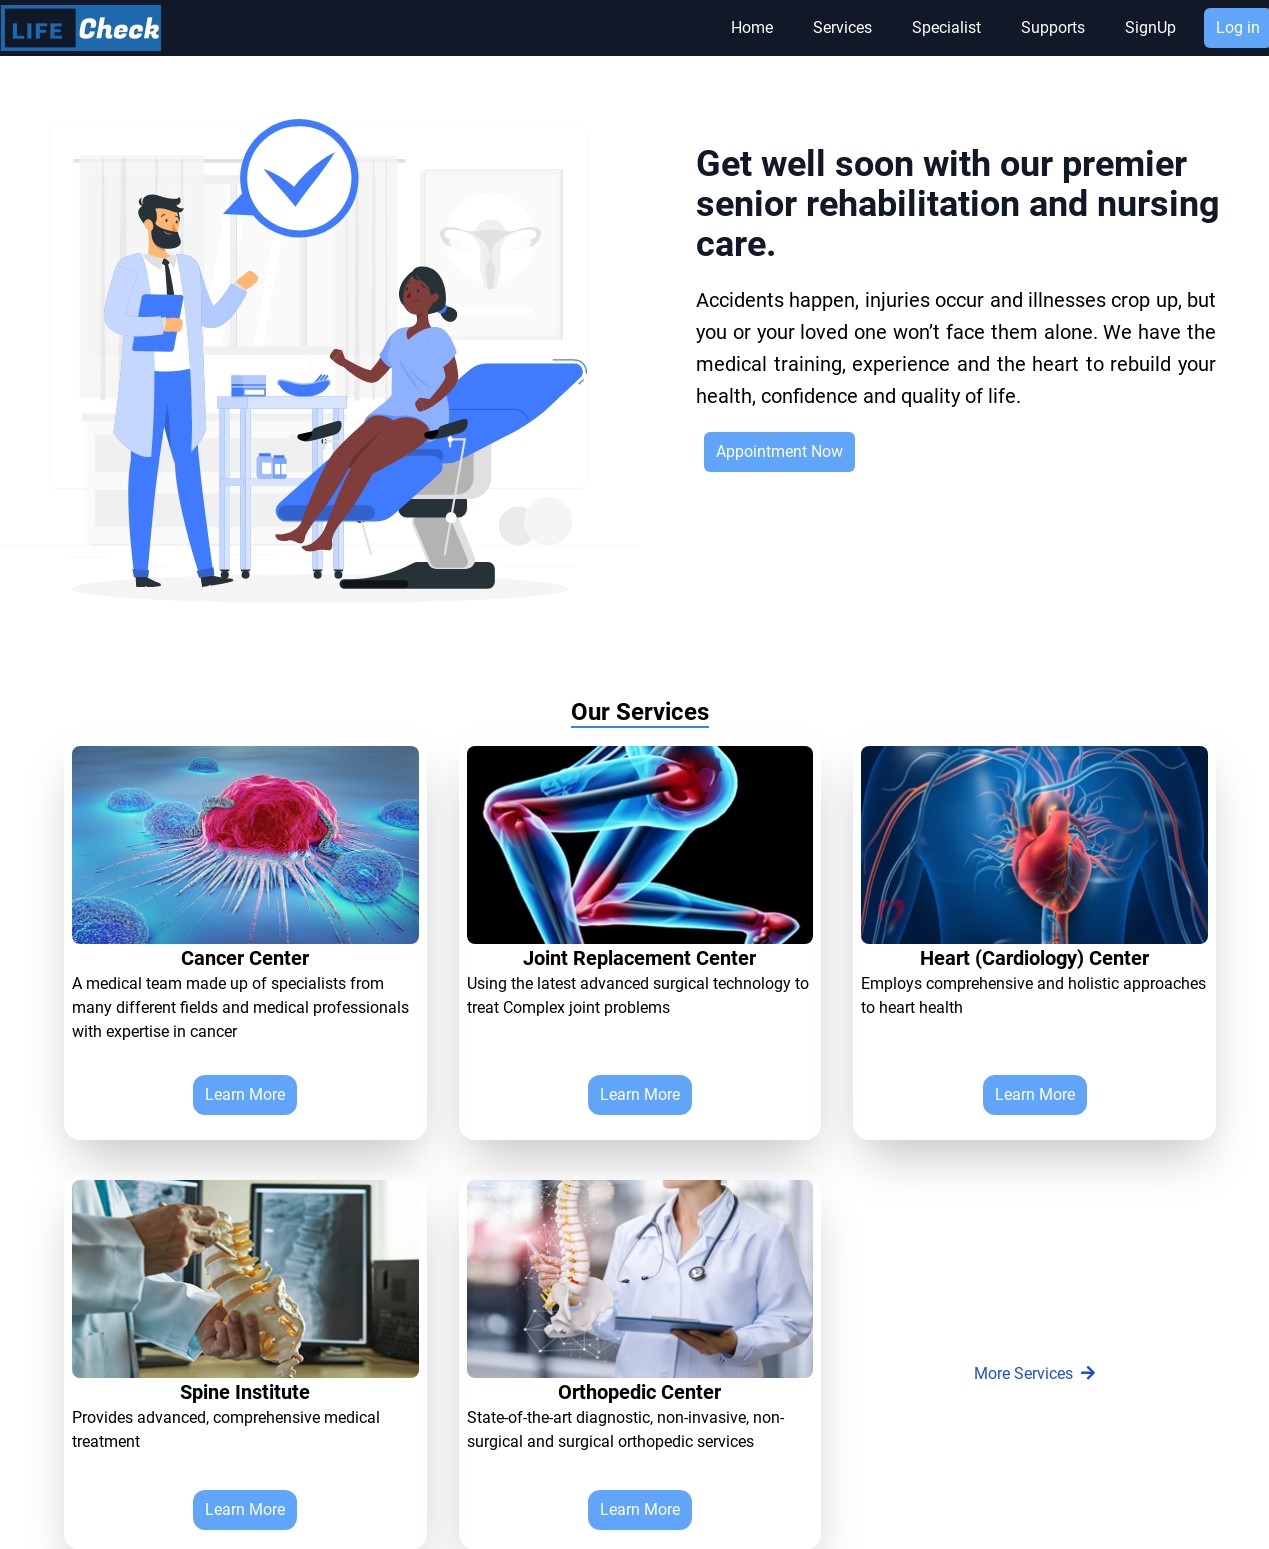 LIFE Check
Home Services Specialist Supports SignUp Log in
Get well soon with our premier
senior rehabilitation and nursing
care.
Accidents happen, injuries occur and illnesses crop up, but
you or your loved one won’t face them alone. We have the
medical training, experience and the heart to rebuild your
health, confidence and quality of life.
Appointment Now
Our Services
Cancer Center
A medical team made up of specialists from
many different fields and medical professionals
with expertise in cancer
Learn More
Joint Replacement Center
Using the latest advanced surgical technology to
treat Complex joint problems
Learn More
Heart (Cardiology) Center
Employs comprehensive and holistic approaches
to heart health
Learn More
Spine Institute
Provides advanced, comprehensive medical
treatment
Learn More
Orthopedic Center
State-of-the-art diagnostic, non-invasive, non-
surgical and surgical orthopedic services
Learn More
More Services